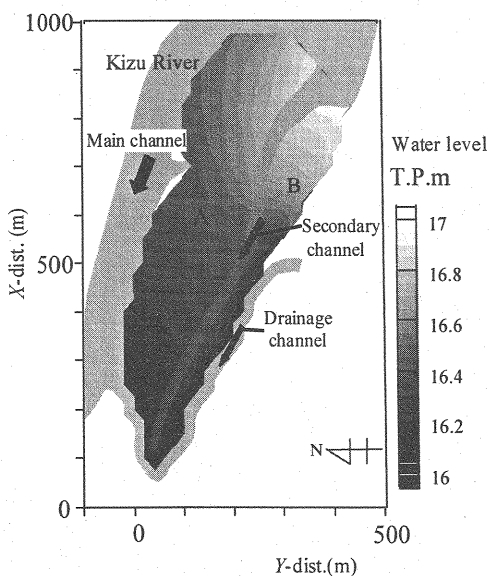 1000
Kizu River
Main channel
Water level
T.P.m
A
B
17
Secondary
channel
16.8
500
X-dist. (m)
Drainage
channel
16.6
16.4
16.2
N
16
0
0
500
Y-dist.(m)